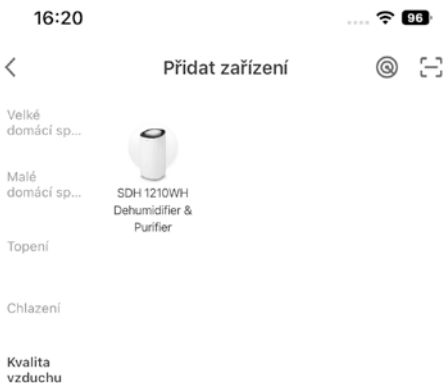 16:20
96
Přidat zařízení
Velké
domácí sp...
Malé
domácí sp...
SDH 1210WH
Dehumidifier &
Purifier
Topení
Chlazení
Kvalita
vzduchu